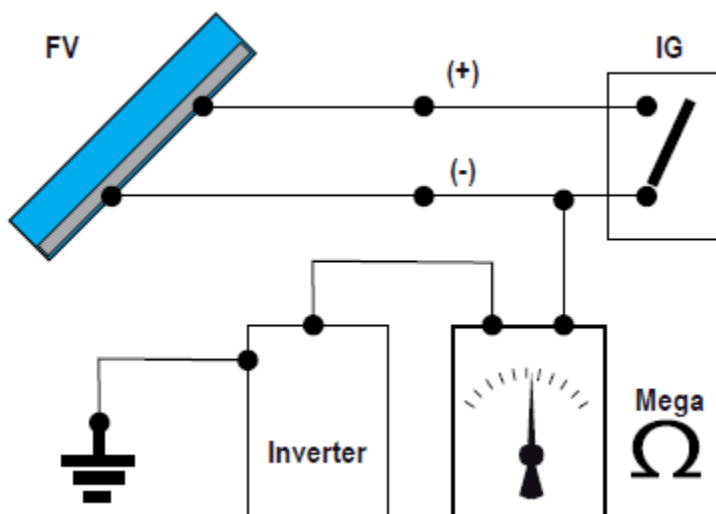 FV
IG
(+)
(-)
Inverter
Mega
Ω